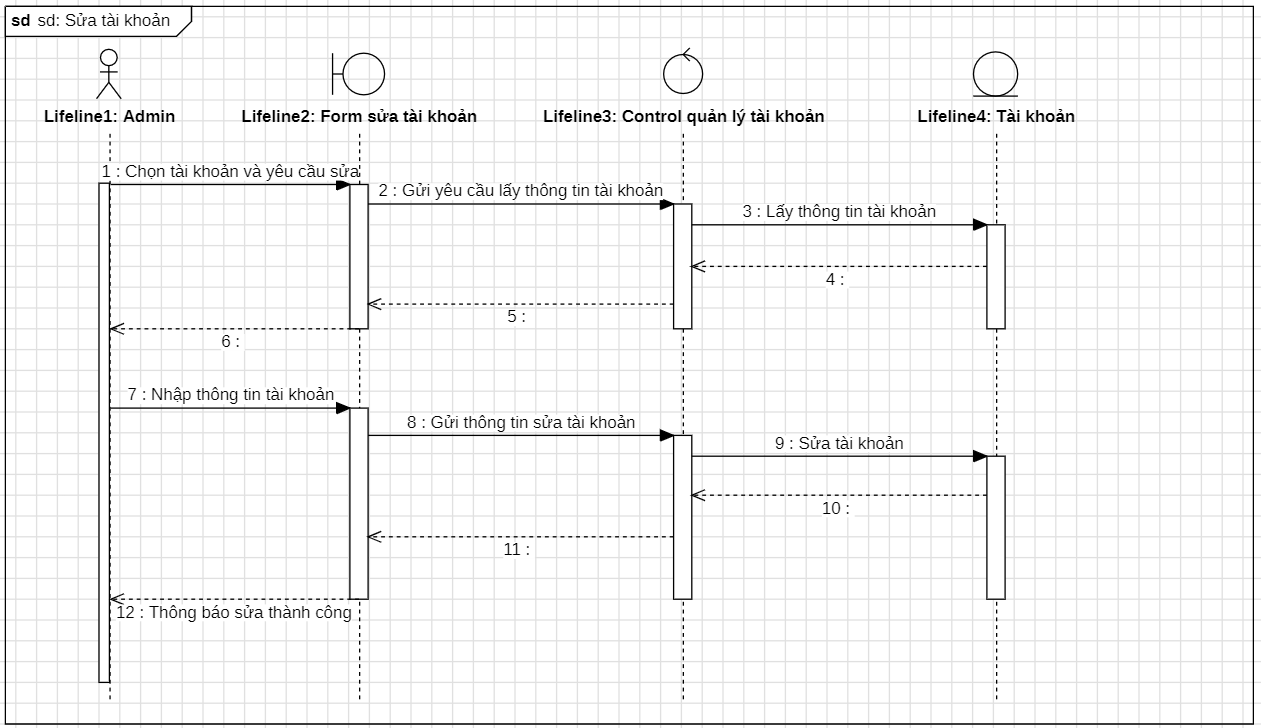 sd sd: Sửa tài khoản
Lifeline1: Admin
Lifeline2: Form sửa tài khoản
Lifeline3: Control quản lý tài khoản
Lifeline4: Tài khoản
1 : Chọn tài khoản và yêu cầu sửa
2 : Gửi yêu cầu lấy thông tin tài khoản
3 : Lấy thông tin tài khoản
4 :
5 :
6 :
7 : Nhập thông tin tài khoản
8 : Gửi thông tin sửa tài khoản
9 : Sửa tài khoản
10 :
11 :
12 : Thông báo sửa thành công